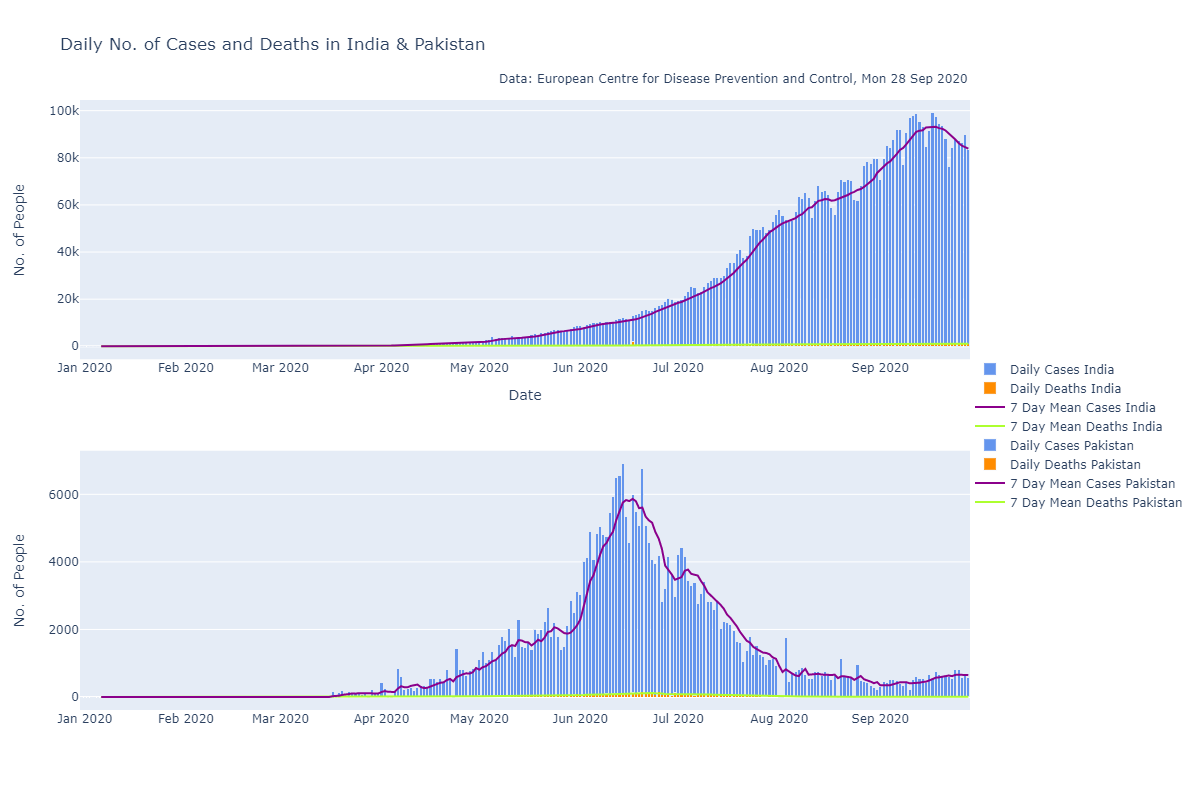 Daily No. of Cases and Deaths in India & Pakistan
Data: European Centre for Disease Prevention and Control, Mon 28 Sep 2020
No. of People
100k
80k
60k
40k
20k
0
Jan 2020 Feb 2020 Mar 2020 Apr 2020 May 2020 Jun 2020 Jul 2020 Aug 2020 Sep 2020
Date
Daily Cases India
Daily Deaths India
7 Day Mean Cases India
7 Day Mean Deaths India
Daily Cases Pakistan
Daily Deaths Pakistan
7 Day Mean Cases Pakistan
7 Day Mean Deaths Pakistan
No. of People
6000
4000
2000
0
Jan 2020 Feb 2020 Mar 2020 Apr 2020 May 2020 Jun 2020 Jul 2020 Aug 2020 Sep 2020